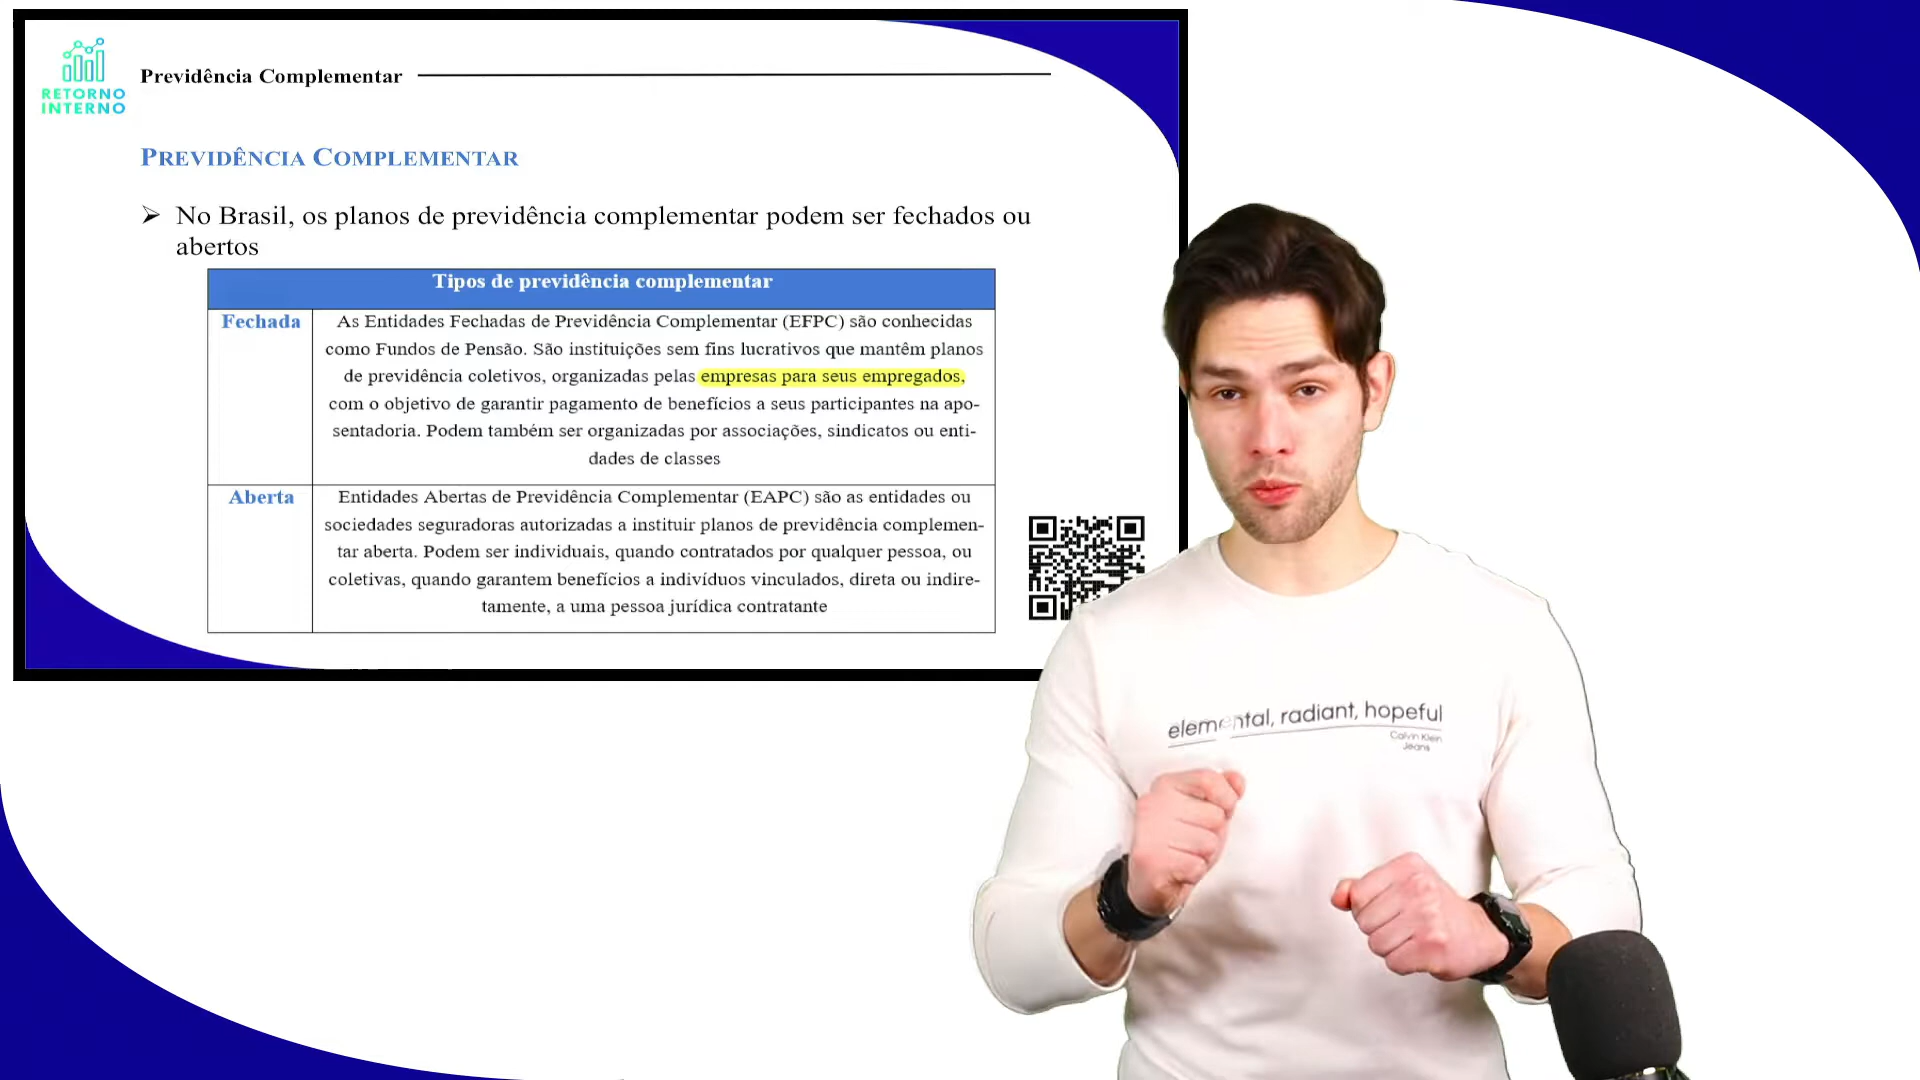 RETORNO
INTERNO
Previdência Complementar
PREVIDÊNCIA COMPLEMENTAR
➢ No Brasil, os planos de previdência complementar podem ser fechados ou
abertos
Tipos de previdência complementar
Fechada
As Entidades Fechadas de Previdência Complementar (EFPC) são conhecidas
como Fundos de Pensão. São instituições sem fins lucrativos que mantêm planos
de previdência coletivos, organizadas pelas empresas para seus empregados,
com o objetivo de garantir pagamento de benefícios a seus participantes na apo-
sentadoria. Podem também ser organizadas por associações, sindicatos ou enti-
dades de classes
Aberta
Entidades Abertas de Previdência Complementar (EAPC) são as entidades ou
sociedades seguradoras autorizadas a instituir planos de previdência complemen-
tar aberta. Podem ser individuais, quando contratados por qualquer pessoa, ou
coletivas, quando garantem benefícios a indivíduos vinculados, direta ou indire-
tamente, a uma pessoa jurídica contratante
elemental, radiant, hopeful
Calvin Klein
Jeans